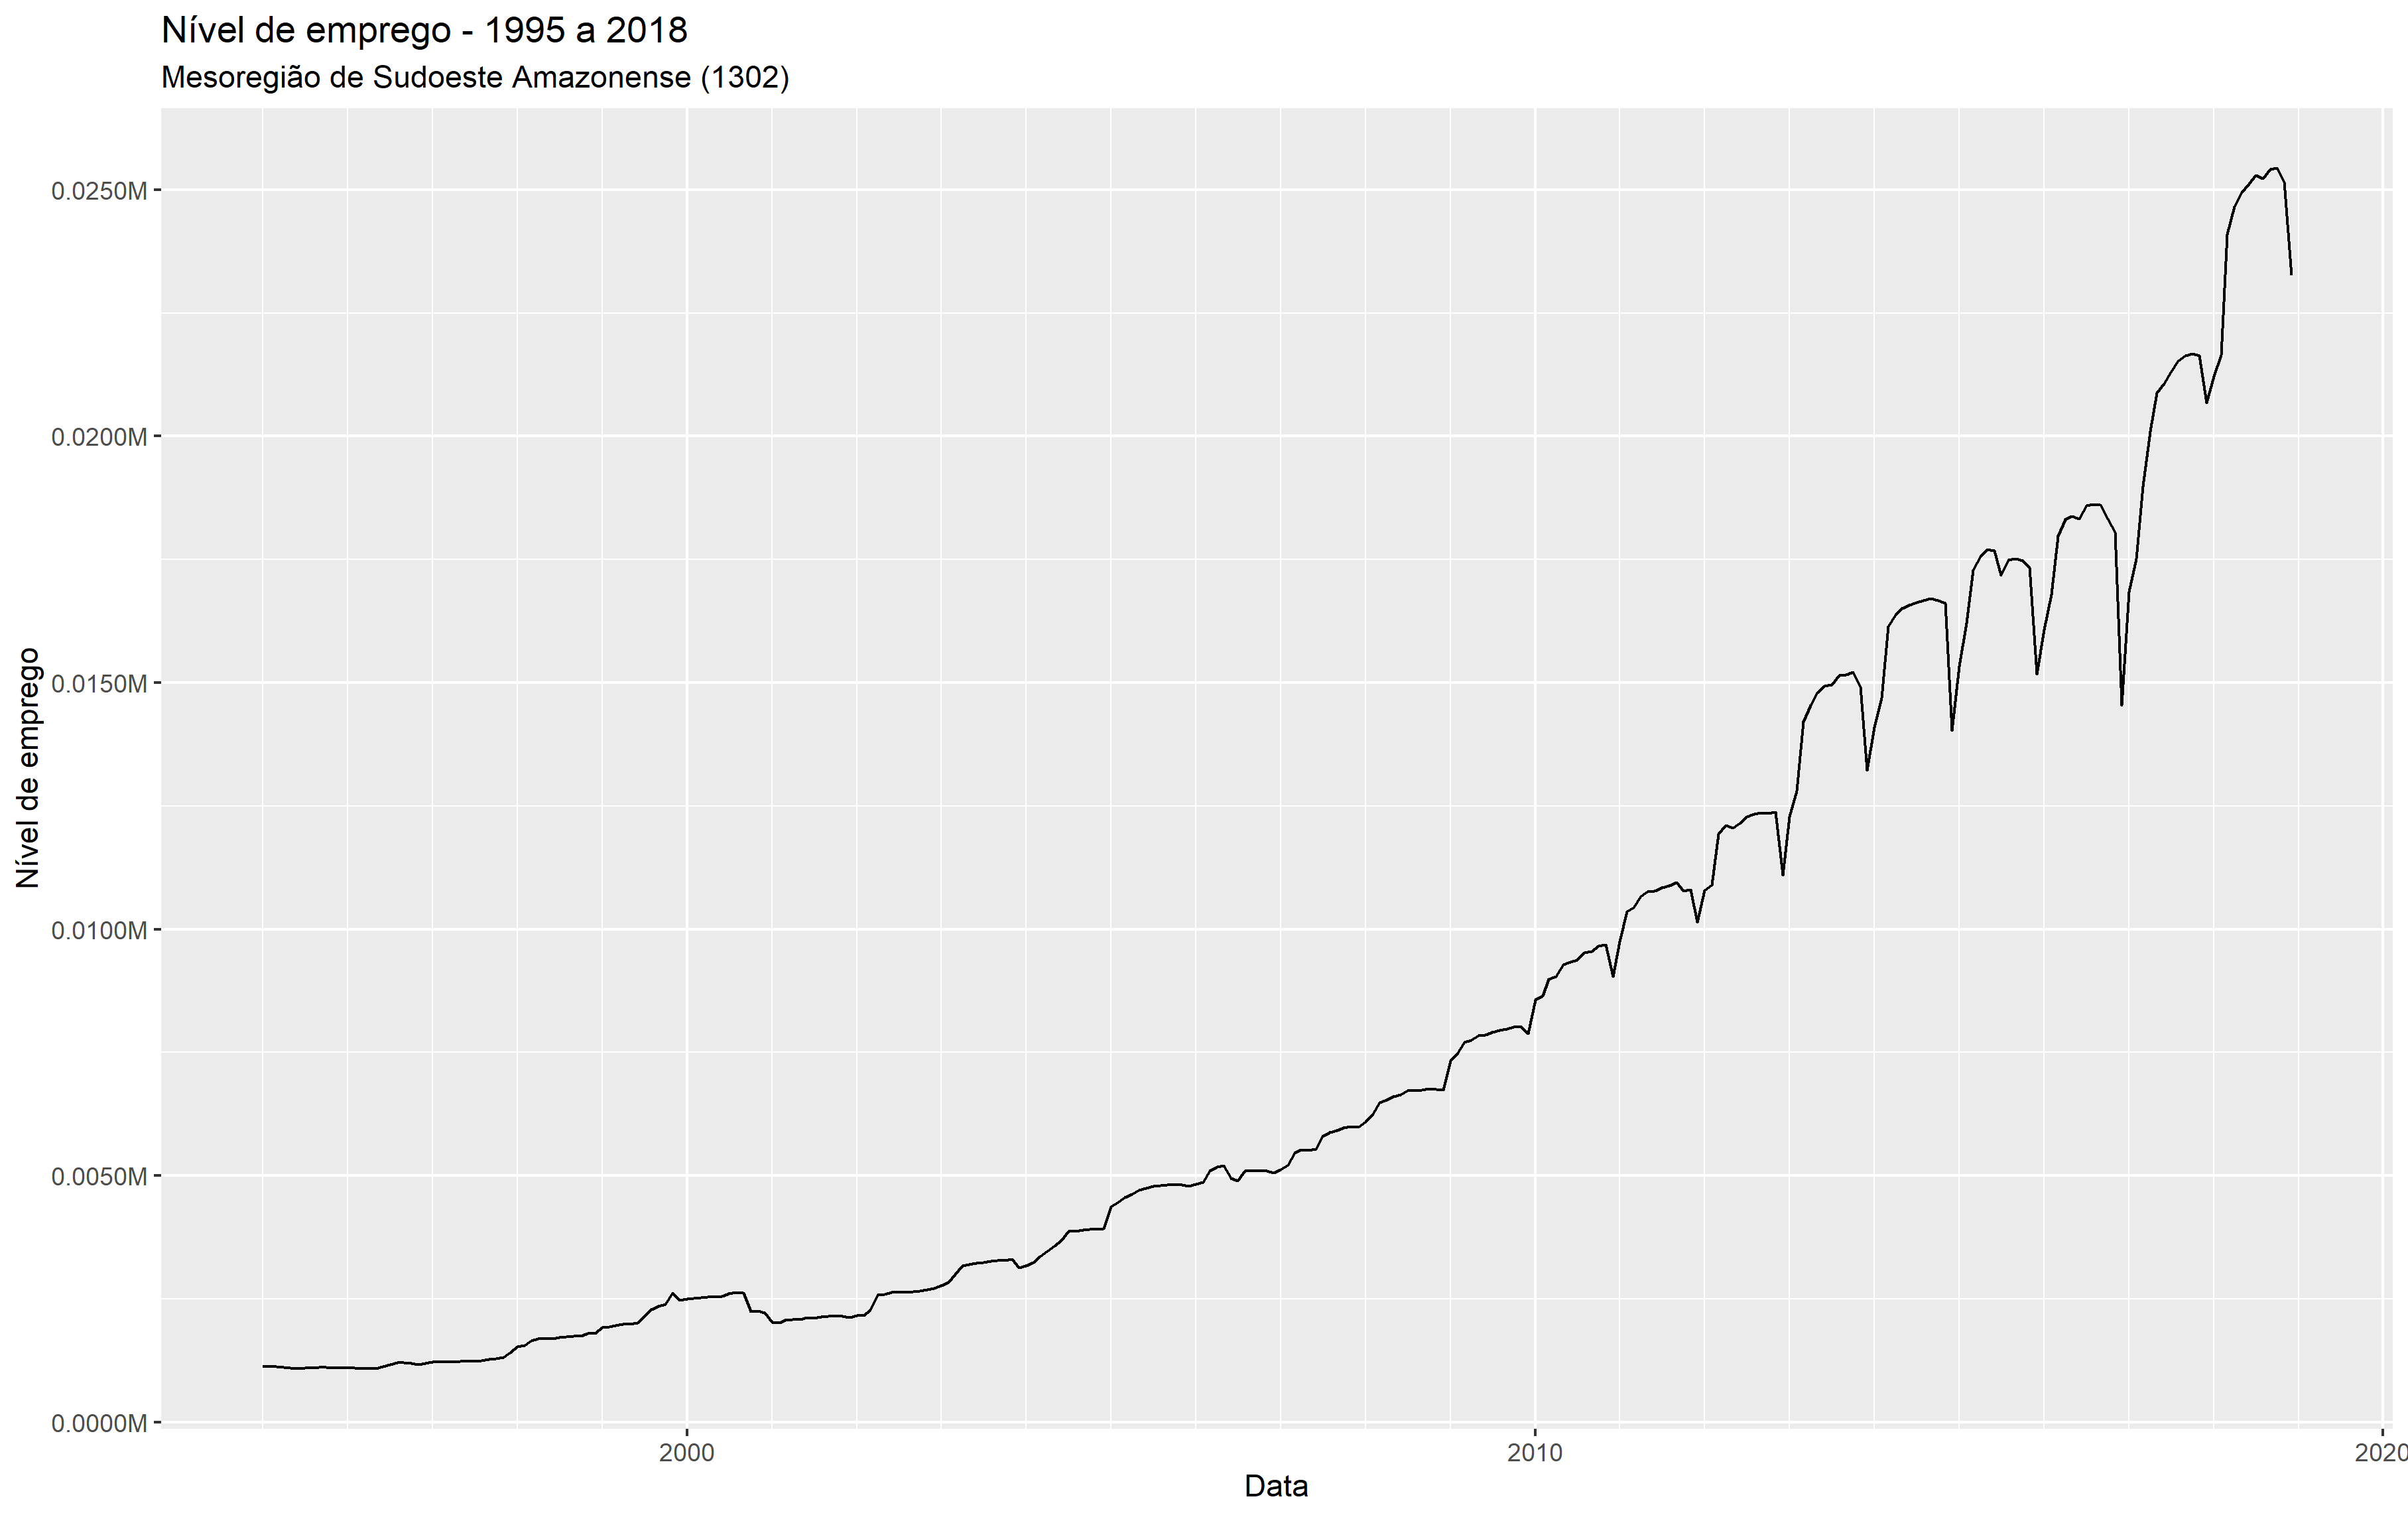 Nível de emprego - 1995 a 2018
Mesoregião de Sudoeste Amazonense (1302)
Nível de emprego
0.0250M
0.0200M
0.0150M
0.0100M
0.0050M
0.0000M
2000 2010 2020
Data